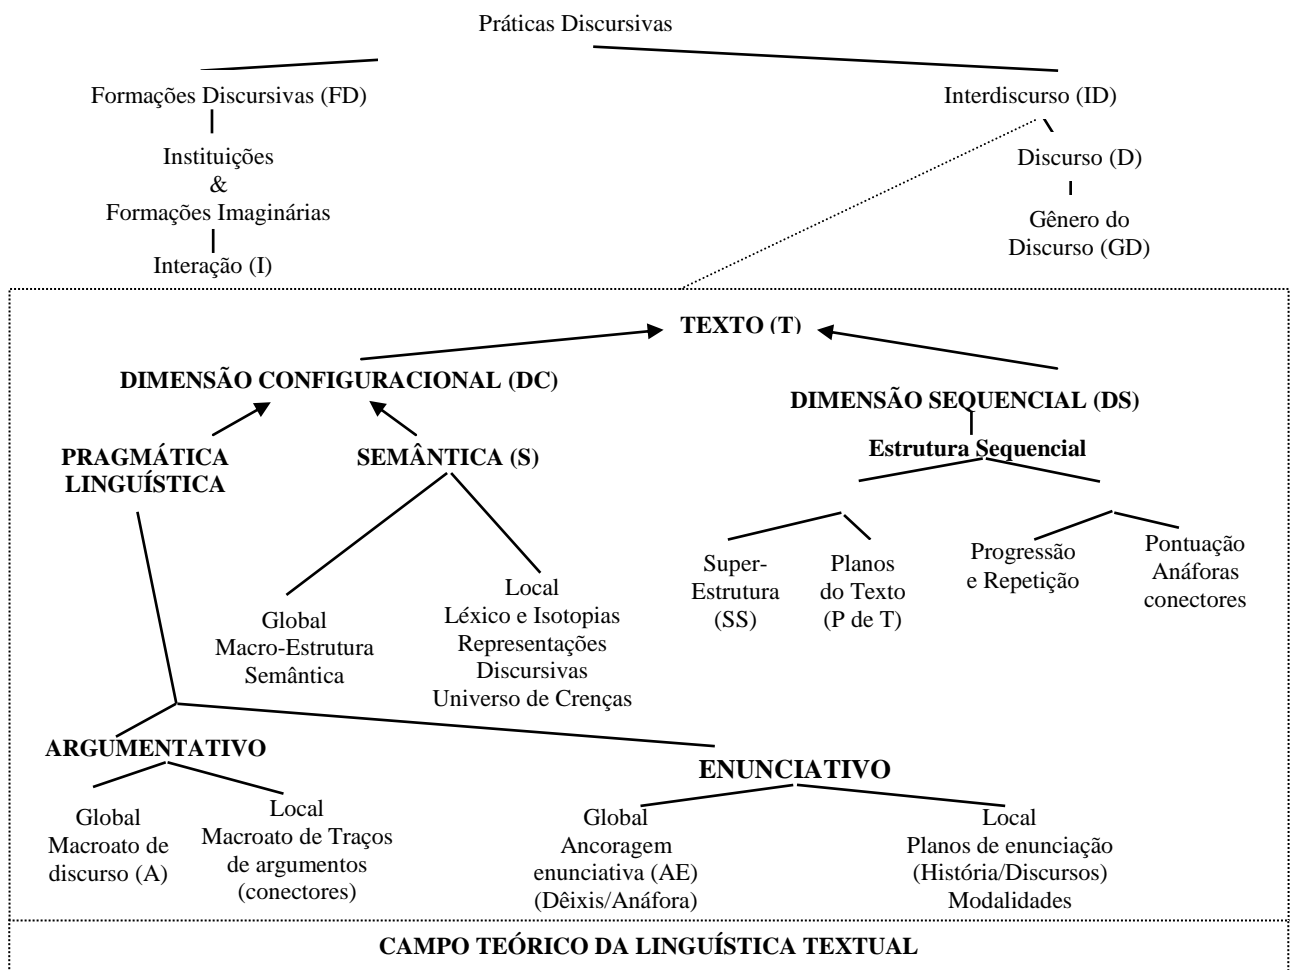 Práticas Discursivas
Formações Discursivas (FD)
Interdiscurso (ID)
Instituições
&
Formações Imaginárias
Discurso (D)
Gênero do
Discurso (GD)
Interação (I)
TEXTO (T)
DIMENSÃO CONFIGURACIONAL (DC)
DIMENSÃO SEQUENCIAL (DS)
Estrutura Sequencial
PRAGMÁTICA
LINGUÍSTICA
SEMÂNTICA (S)
Super-
Estrutura
(SS)
Planos
do Texto
(P de T)
Progressão
e Repetição
Pontuação
Anáforas
conectores
Global
Macro-Estrutura
Semântica
Local
Léxico e Isotopias
Representações
Discursivas
Universo de Crenças
ARGUMENTATIVO
ENUNCIATIVO
Global
Macroato de
discurso (A)
Local
Macroato de Traços
de argumentos
(conectores)
Global
Ancoragem
enunciativa (AE)
(Dêixis/Anáfora)
Local
Planos de enunciação
(História/Discursos)
Modalidades
CAMPO TEÓRICO DA LINGUÍSTICA TEXTUAL